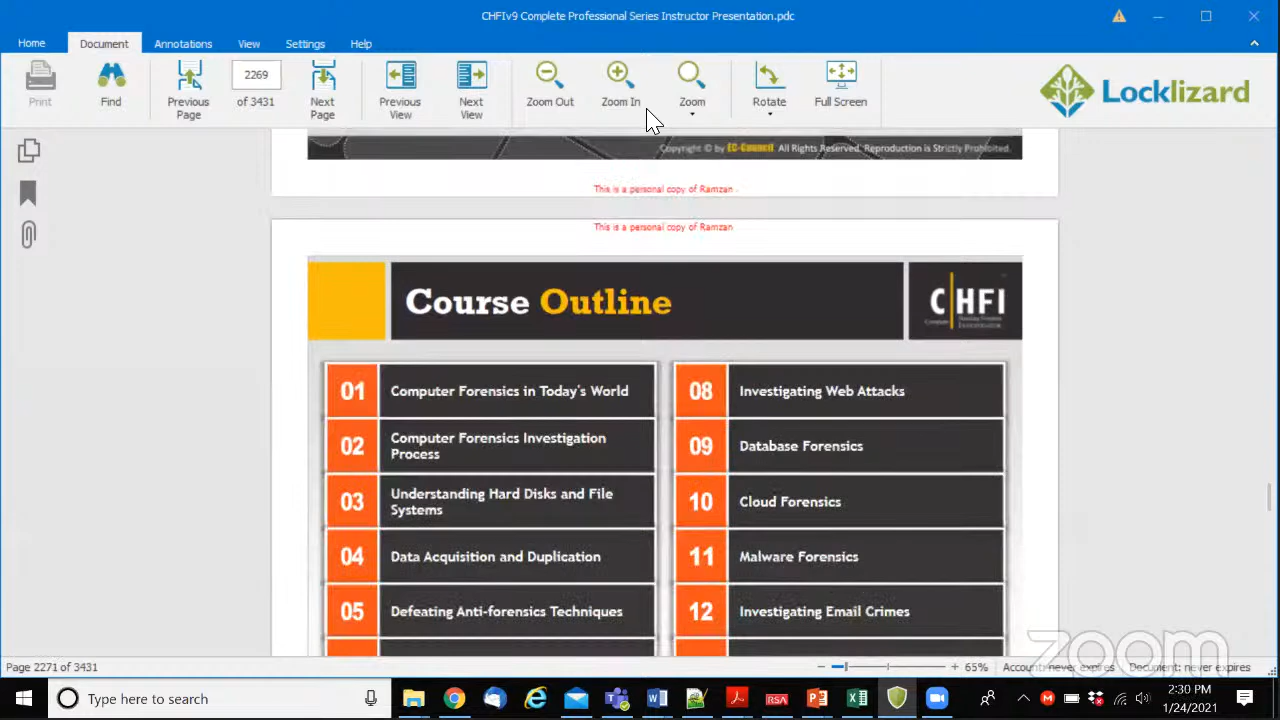 CHFIv9 Complete Professional Series Instructor Presentation.pdc
Home
Document
Annotations
View
Settings
Help
Print
Find
Previous
Page
2269
of 3431
Next
Page
Previous
View
Next
View
Zoom Out
Zoom In
Zoom
Rotate
Full Screen
Locklizard
Copyright © by EC-Council All Rights Reserved. Reproduction is Strictly Prohibited.
This is a personal copy of Ramzan .
This is a personal copy of Ramzan
Course Outline
CHFI
01 Computer Forensics in Today's World
02 Computer Forensics Investigation
Process
03 Understanding Hard Disks and File
Systems
04 Data Acquisition and Duplication
05 Defeating Anti-forensics Techniques
08 Investigating Web Attacks
09 Database Forensics
10 Cloud Forensics
11 Malware Forensics
12 Investigating Email Crimes
zoom
Page 2271 of 3431
65%
Account: never expires
Document: never expires
Type here to search
RSA
2:30 PM
1/24/2021